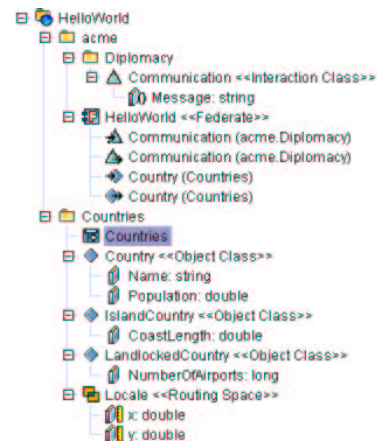 HelloWorld
acme
Diplomacy
Communication <<Interaction Class>>
Message: string
HelloWorld <<Federate>>
Communication (acme.Diplomacy)
Communication (acme.Diplomacy)
Country (Countries)
Country (Countries)
Countries
Countries
Country <<Object Class>>
Name: string
Population: double
IslandCountry <<Object Class>>
CoastLength: double
LandlockedCountry <<Object Class>>
NumberOfAirports: long
Locale <<Routing Space>>
x: double
y: double